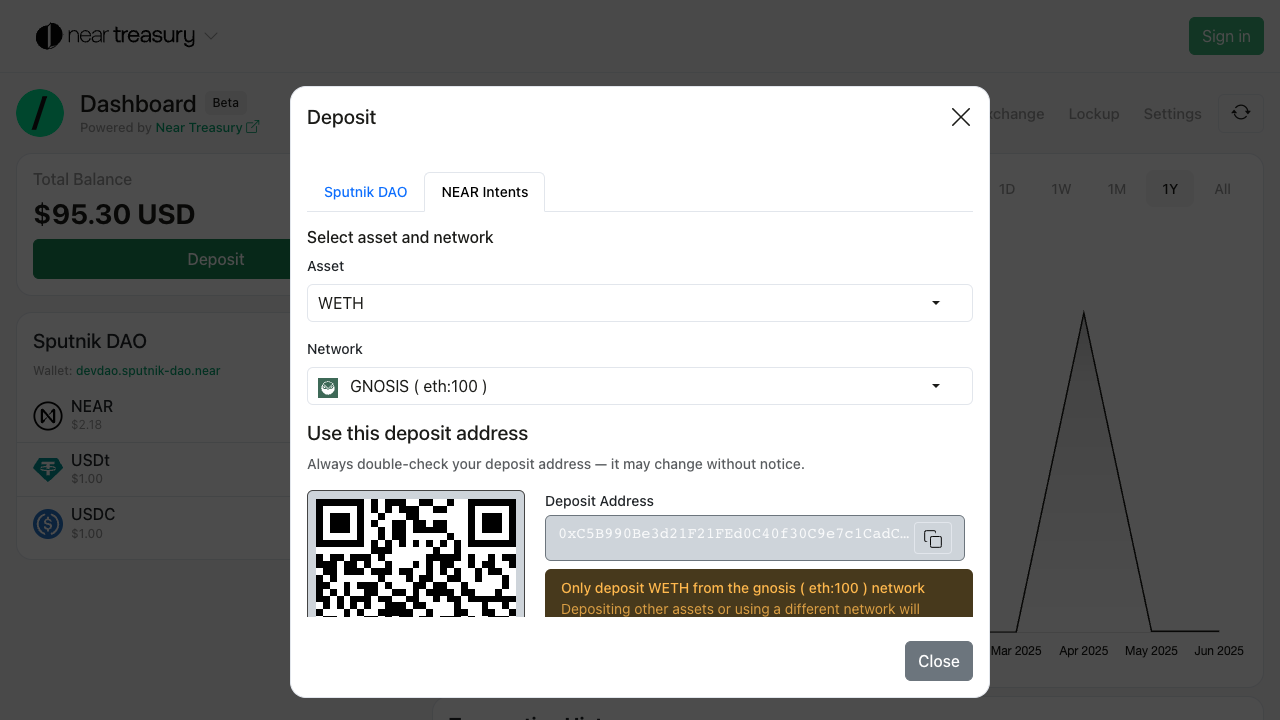 near treasury
Sign in
Dashboard Beta
Powered by Near Treasury
change Lockup Settings
Total Balance
$95.30 USD
Deposit
1D 1W 1M 1Y All
Sputnik DAO
Wallet: devdao.sputnik-dao.near
NEAR
$2.18
USDt
$1.00
USDC
$1.00
Mar 2025 Apr 2025 May 2025 Jun 2025
Deposit
Sputnik DAO NEAR Intents
Select asset and network
Asset
WETH
Network
GNOSIS ( eth:100 )
Use this deposit address
Always double-check your deposit address — it may change without notice.
Deposit Address
0xC5B990Be3d21F21FEd0C40f30C9e7c1CadC…
Only deposit WETH from the gnosis ( eth:100 ) network
Depositing other assets or using a different network will
Close